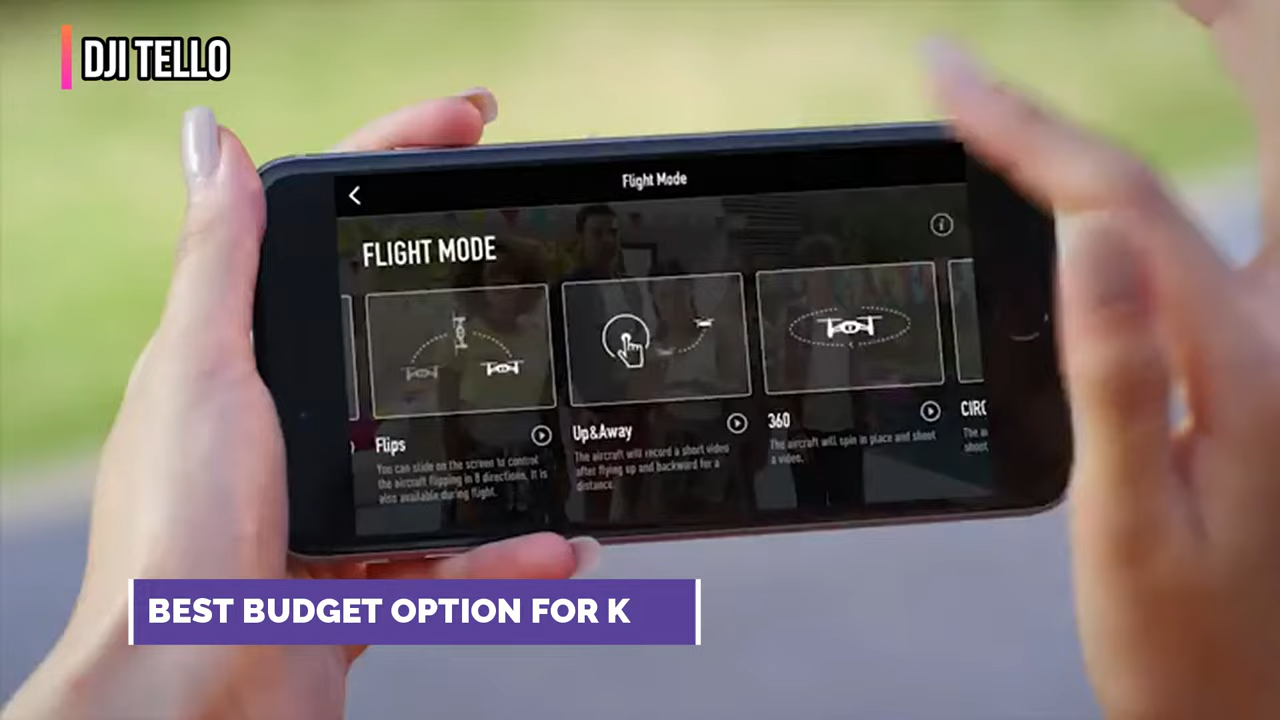 DJI TELLO
Flight Mode
FLIGHT MODE
Flips
You can slide on the screen to control
the aircraft flipping in 8 directions. It is
also available during flight.
Up&Away
The aircraft will record a short video
after flying up and backward for a
distance.
360
The aircraft will spin in place and shoot
a video.
CIRC
The ai
shoot
BEST BUDGET OPTION FOR K